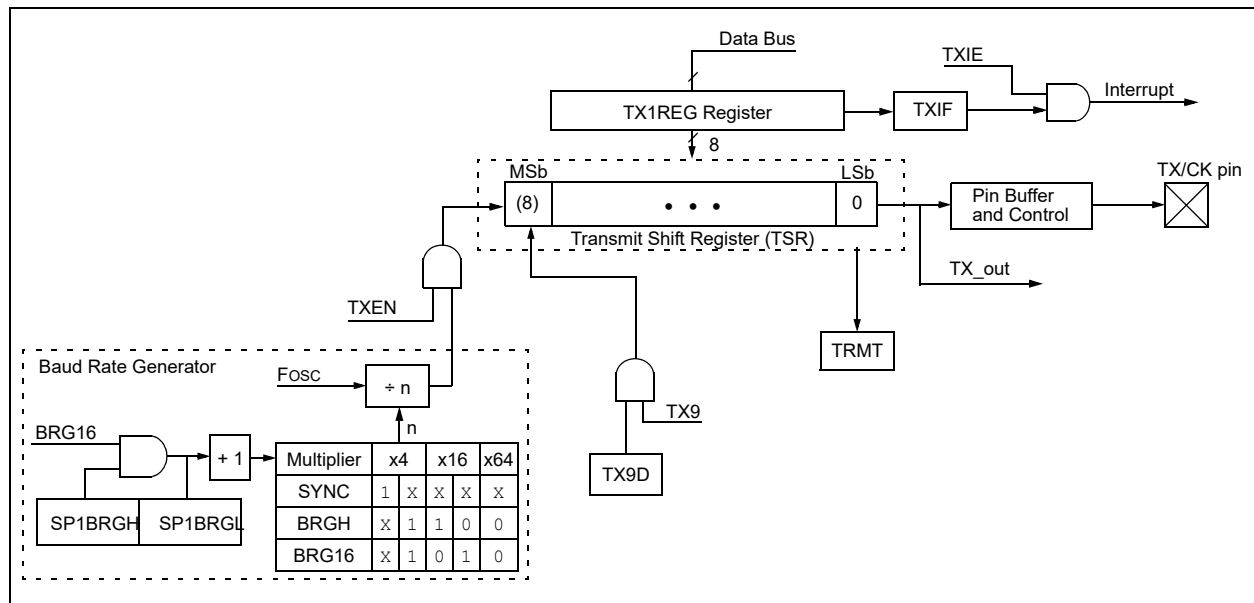 Data Bus
TXIE
Interrupt
TX1REG Register
TXIF
8
MSb
LSb
TX/CK pin
(8)
• • •
0
Pin Buffer
and Control
Transmit Shift Register (TSR)
TX_out
TXEN
TRMT
Baud Rate Generator
FOSC
÷ n
TX9
n
BRG16
+ 1
Multiplier x4 x16 x64
SYNC 1 X X X X
BRGH X 1 1 0 0
BRG16 X 1 0 1 0
TX9D
SP1BRGH SP1BRGL